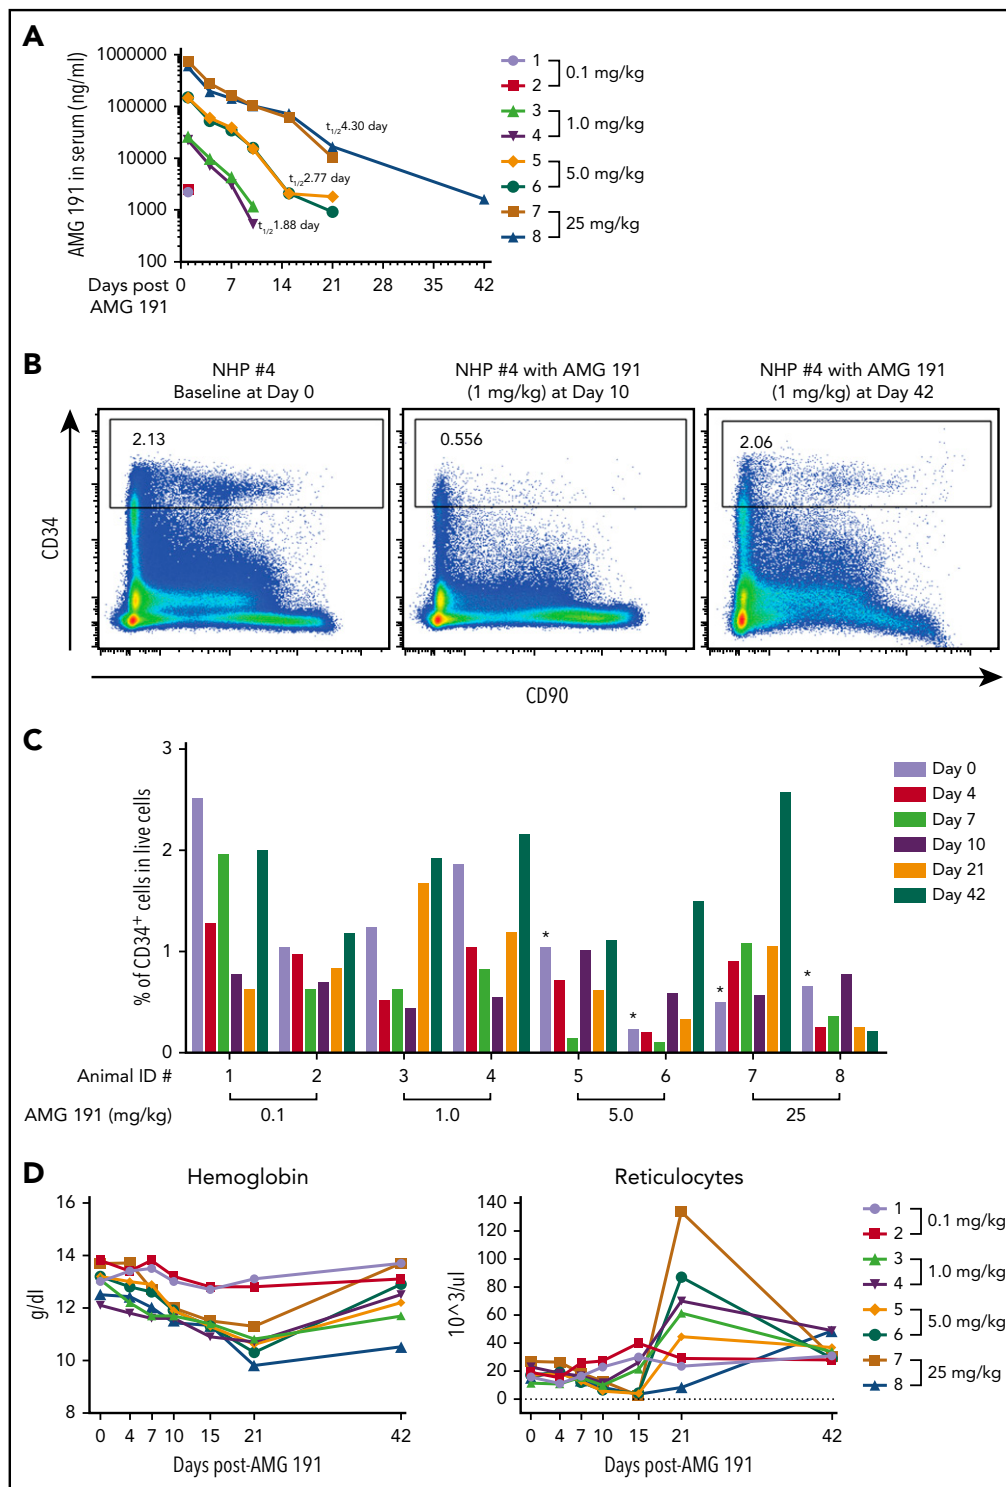 A
AMG 191 in serum (ng/ml)
1000000
100000
10000
1000
100
t1/2 4.30 day
t1/2 2.77 day
t1/2 1.88 day
0 7 14 21 28 35 42
Days post
AMG 191
1
2
0.1 mg/kg
3
4
1.0 mg/kg
5
6
5.0 mg/kg
7
8
25 mg/kg
B
NHP #4
Baseline at Day 0
NHP #4 with AMG 191
(1 mg/kg) at Day 10
NHP #4 with AMG 191
(1 mg/kg) at Day 42
2.13
0.556
2.06
CD34
CD90
C
% of CD34+ cells in live cells
3
2
1
0
* * * *
Day 0
Day 4
Day 7
Day 10
Day 21
Day 42
Animal ID # 1 2 3 4 5 6 7 8
AMG 191 (mg/kg) 0.1 1.0 5.0 25
D
Hemoglobin
g/dl
16
14
12
10
8
0 4 7 10 15 21 42
Days post-AMG 191
Reticulocytes
10^3/ul
140
120
100
80
60
40
20
0
0 4 7 10 15 21 42
Days post-AMG 191
1
2
0.1 mg/kg
3
4
1.0 mg/kg
5
6
5.0 mg/kg
7
8
25 mg/kg